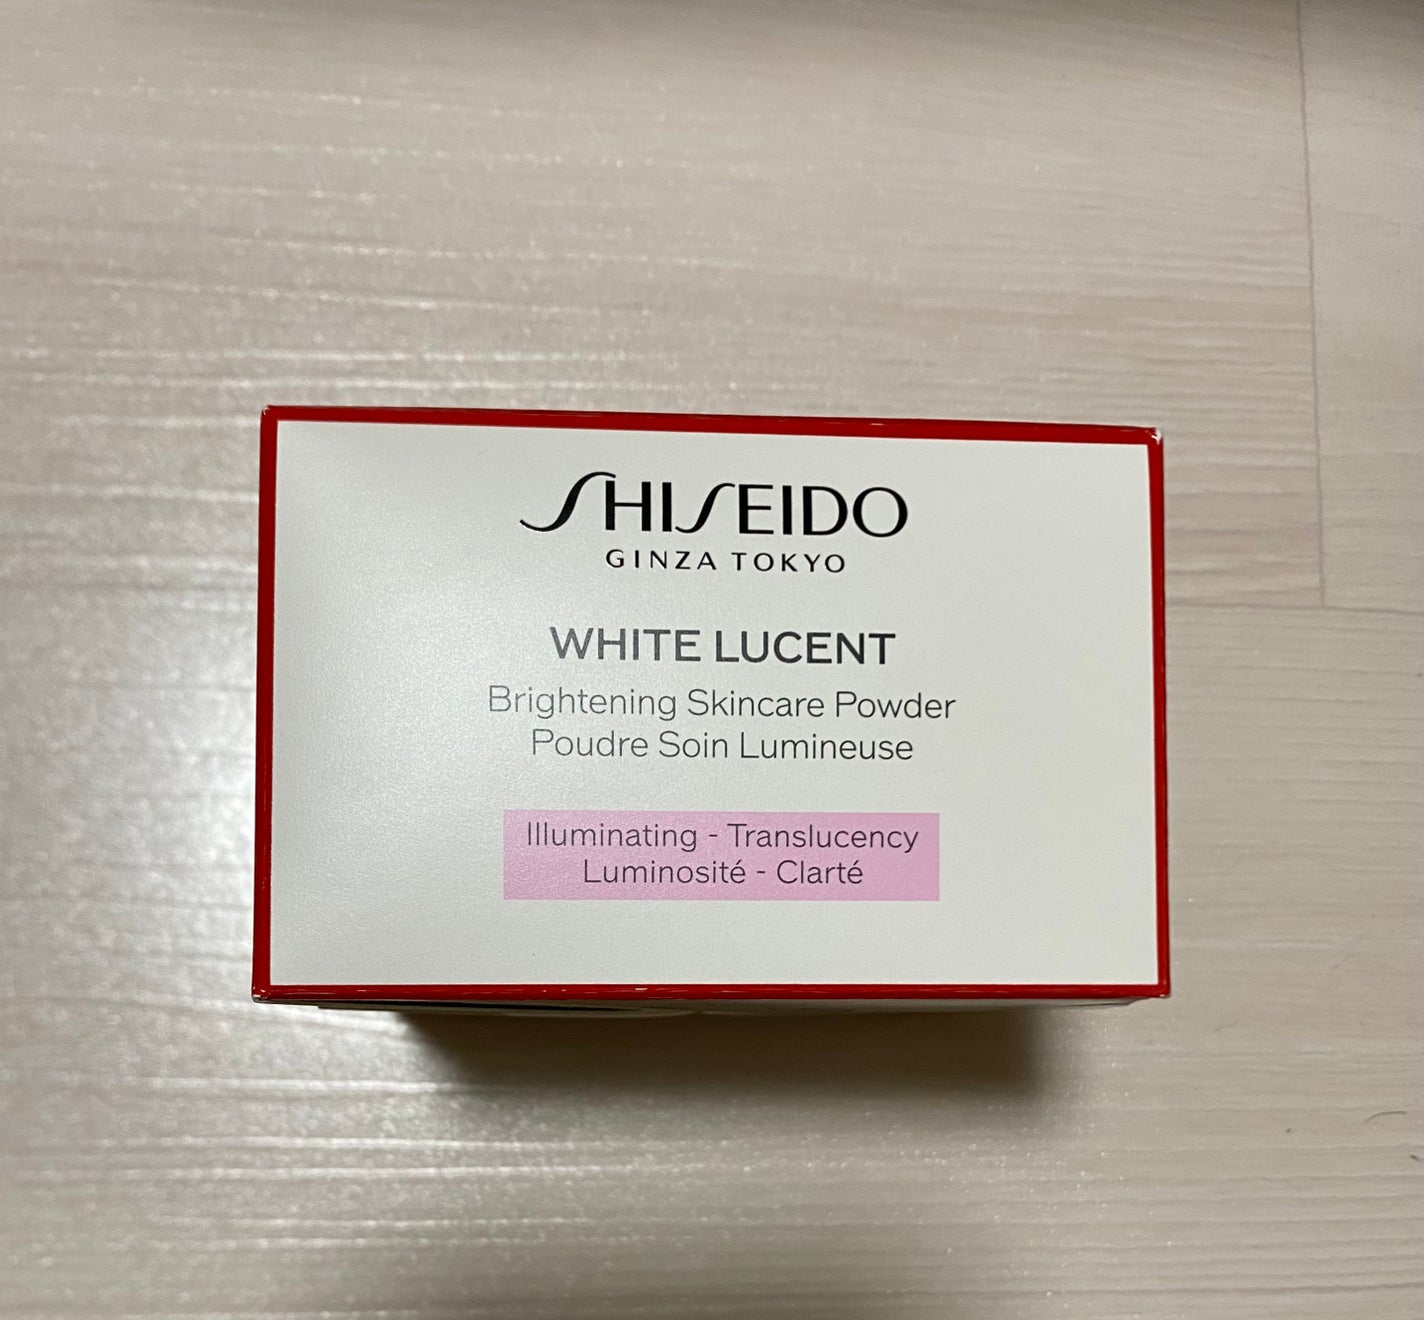 SHISEIDO
GINZA TOKYO
WHITE LUCENT
Brightening Skincare Powder
Poudre Soin Lumineuse
Illuminating - Translucency
Luminosité - Clarté